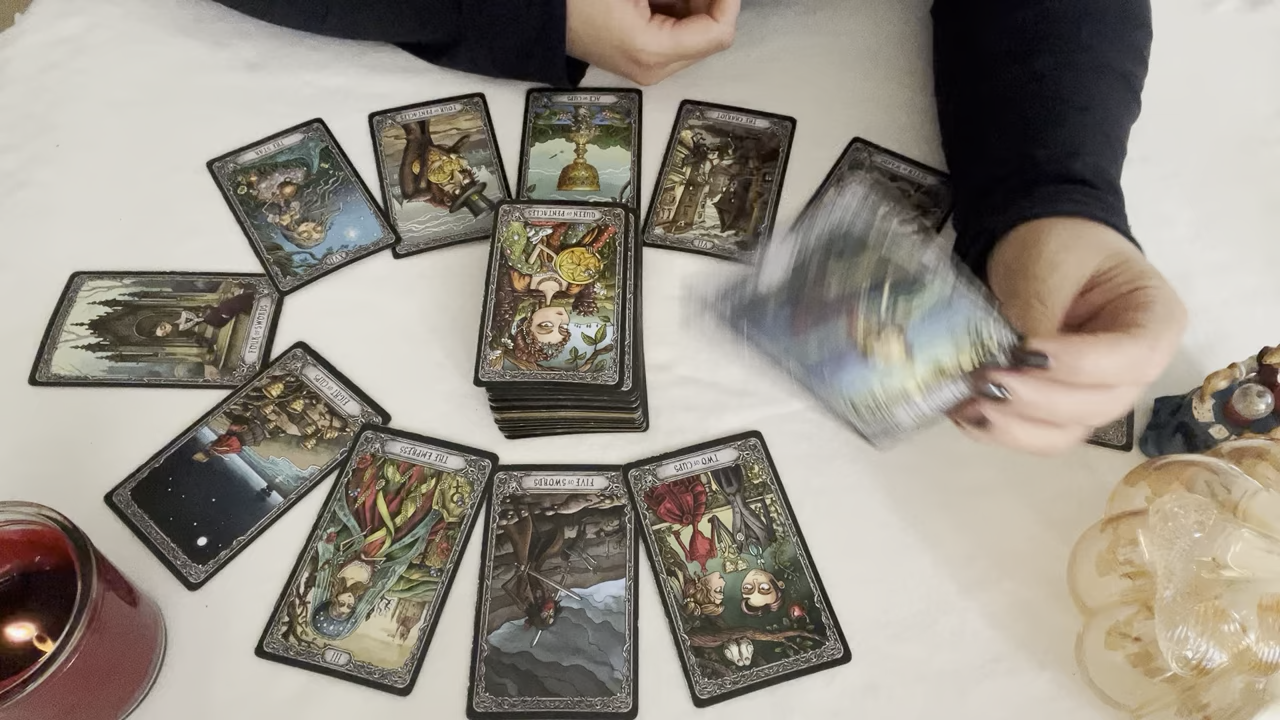 ACE OF CUPS
FOUR OF PENTACLES
THE CHARIOT
VII
THE STAR
QUEEN OF PENTACLES
FOUR OF SWORDS
EIGHT OF CUPS
THE EMPRESS
III
FIVE OF SWORDS
TWO OF CUPS